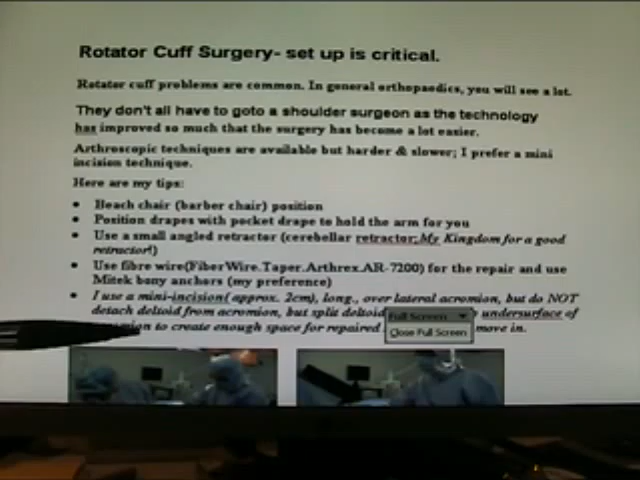 Rotator Cuff Surgery- set up is critical.
Rotator cuff problems are common. In general orthopaedics, you will see a lot.
They don't all have to goto a shoulder surgeon as the technology
has improved so much that the surgery has become a lot easier.
Arthroscopic techniques are available but harder & slower; I prefer a mini
incision technique.
Here are my tips:
• Beach chair (barber chair) position
• Position drapes with pocket drape to hold the arm for you
• Use a small angled retractor (cerebellar retractor;My Kingdom for a good
retractor!)
• Use fibre wire(FiberWire.Taper.Arthrex.AR-7200) for the repair and use
Mitek bony anchors (my preference)
• I use a mini-incision( approx. 2cm), long., over lateral acromion, but do NOT
detach deltoid from acromion, but split deltoid undersurface of
to create enough space for repaired move in.
Full Screen
Close Full Screen